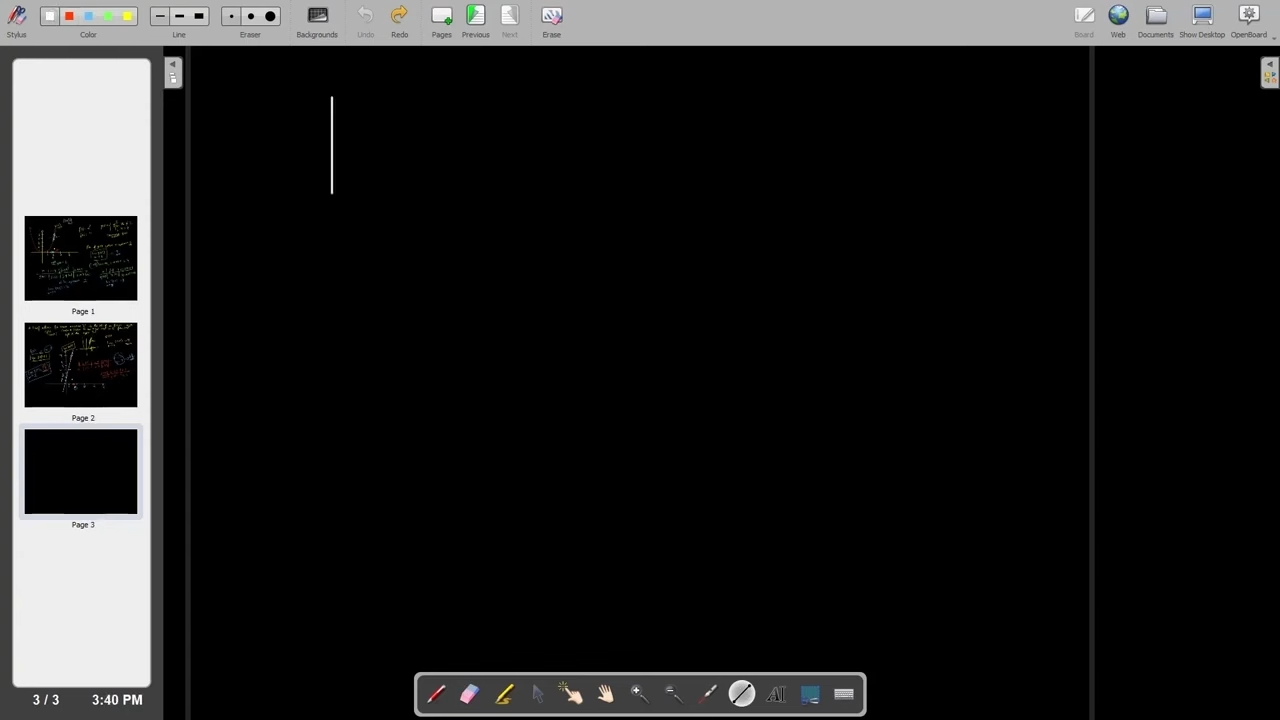 Stylus
Color
Line
Eraser
Backgrounds
Undo
Redo
Pages
Previous
Next
Erase
Board
Web
Documents
Show Desktop
OpenBoard
Page 1
Page 2
Page 3
3 / 3
3:40 PM
AI